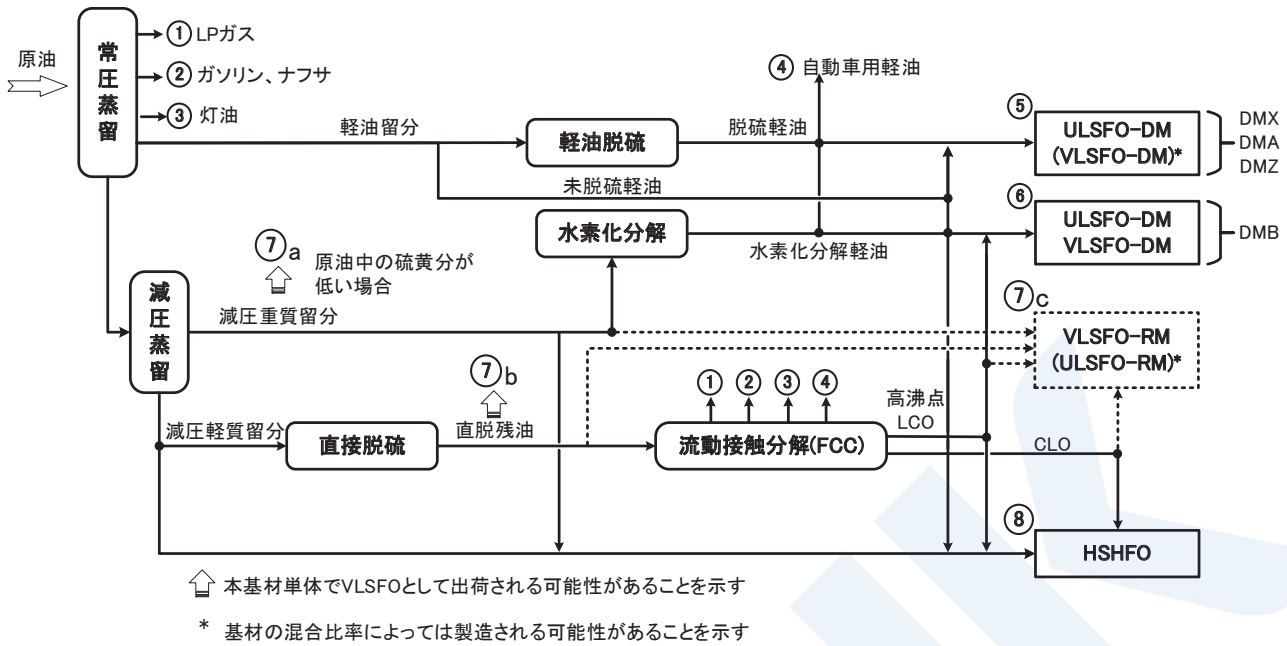 原油
常圧蒸留
① LPガス
② ガソリン、ナフサ
③ 灯油
軽油留分
軽油脱硫
脱硫軽油
④ 自動車用軽油
⑤
ULSFO-DM
(VLSFO-DM)*
DMX
DMA
DMZ
未脱硫軽油
水素化分解
水素化分解軽油
⑥
ULSFO-DM
VLSFO-DM
DMB
⑦a
原油中の硫黄分が
低い場合
減圧蒸留
減圧重質留分
⑦c
VLSFO-RM
(ULSFO-RM)*
⑦b
減圧軽質留分
直接脱硫
直脱残油
① ② ③ ④
流動接触分解(FCC)
高沸点
LCO
CLO
⑧
HSHFO
本基材単体でVLSFOとして出荷される可能性があることを示す
* 基材の混合比率によっては製造される可能性があることを示す